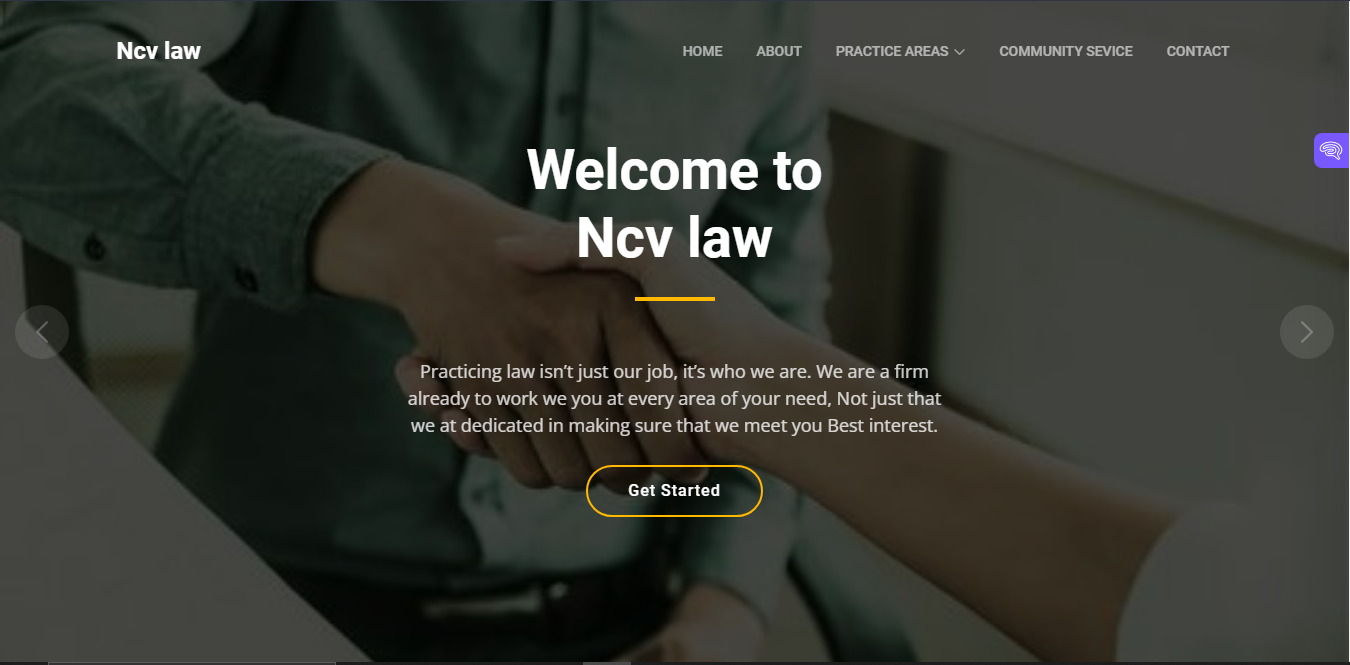 Ncv law
HOME
ABOUT
PRACTICE AREAS
COMMUNITY SEVICE
CONTACT
Welcome to
Ncv law
Practicing law isn’t just our job, it’s who we are. We are a firm
already to work we you at every area of your need, Not just that
we at dedicated in making sure that we meet you Best interest.
Get Started